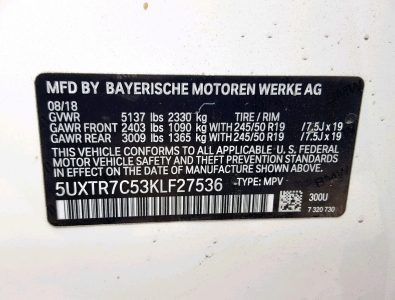 MFD BY BAYERISCHE MOTOREN WERKE AG
08/18
GVWR 5137 lbs 2330 kg TIRE / RIM
GAWR FRONT 2403 lbs 1090 kg WITH 245/50 R19 / 7.5J x 19
GAWR REAR 3009 lbs 1365 kg WITH 245/50 R19 / 7.5J x 19
THIS VEHICLE CONFORMS TO ALL APPLICABLE U.S. FEDERAL
MOTOR VEHICLE SAFETY STANDARDS IN EFFECT ON THE DATE
OF MANUFACTURE SHOWN ABOVE.
5UXTR7C53KLF27536 -TYPE: MPV
300U
7 320 730